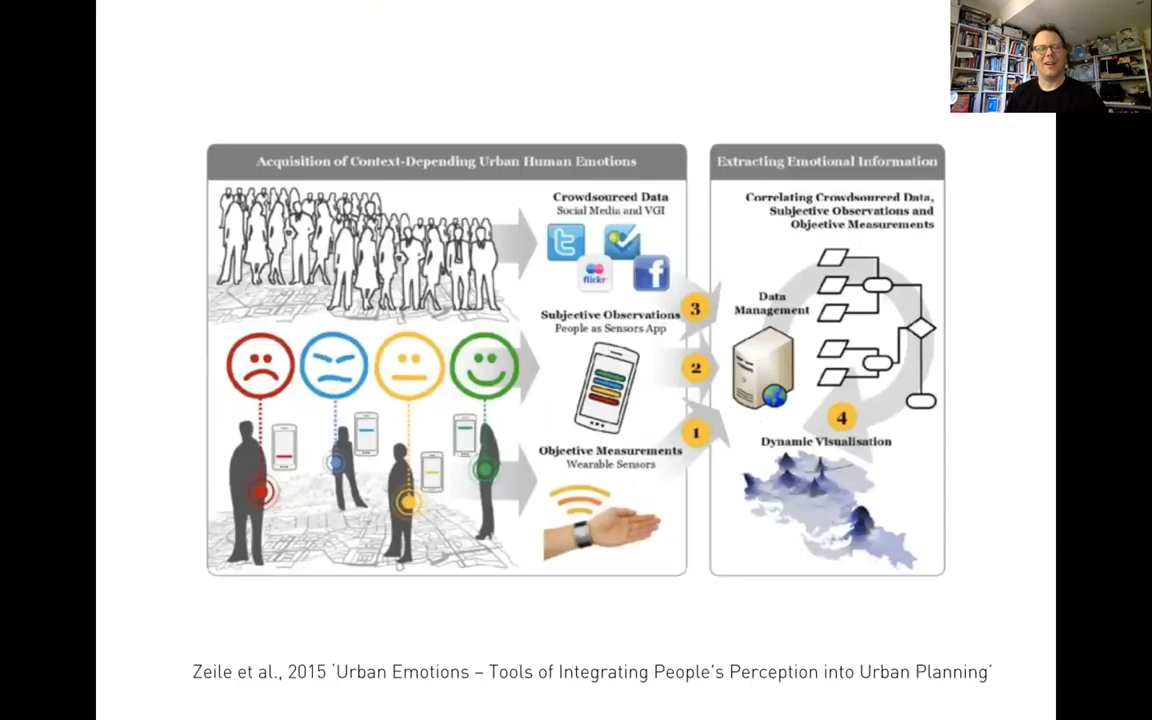 Acquisition of Context-Depending Urban Human Emotions
Crowdsourced Data
Social Media and VGI
flickr
Subjective Observations
People as Sensors App
Objective Measurements
Wearable Sensors
3
2
1
Extracting Emotional Information
Correlating Crowdsourced Data,
Subjective Observations and
Objective Measurements
Data
Management
4
Dynamic Visualisation
Zeile et al., 2015 ‘Urban Emotions – Tools of Integrating People's Perception into Urban Planning’